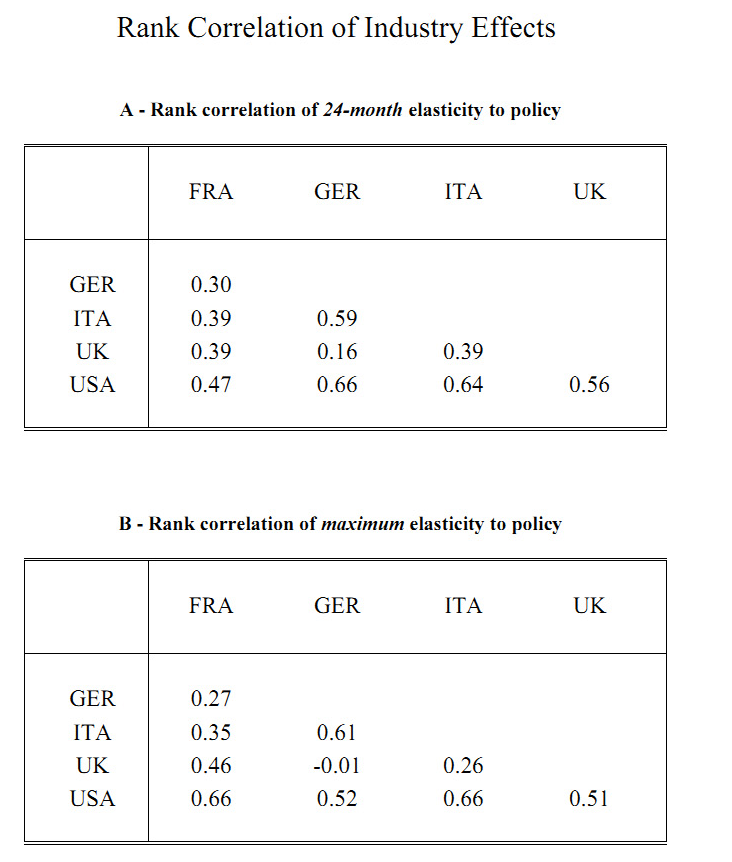 Rank Correlation of Industry Effects
A - Rank correlation of 24-month elasticity to policy
FRA GER ITA UK
GER 0.30
ITA 0.39 0.59
UK 0.39 0.16 0.39
USA 0.47 0.66 0.64 0.56
B - Rank correlation of maximum elasticity to policy
FRA GER ITA UK
GER 0.27
ITA 0.35 0.61
UK 0.46 -0.01 0.26
USA 0.66 0.52 0.66 0.51